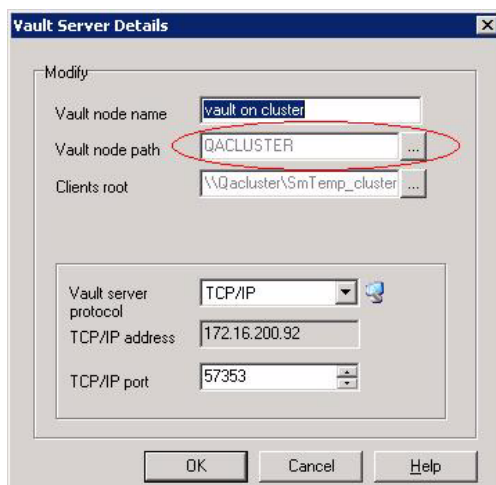 Vault Server Details
Modify
Vault node name vault on cluster
Vault node path QACLUSTER ...
Clients root \\Qacluster\SmTemp_cluster ...
Vault server protocol TCP/IP
TCP/IP address 172.16.200.92
TCP/IP port 57353
OK Cancel Help